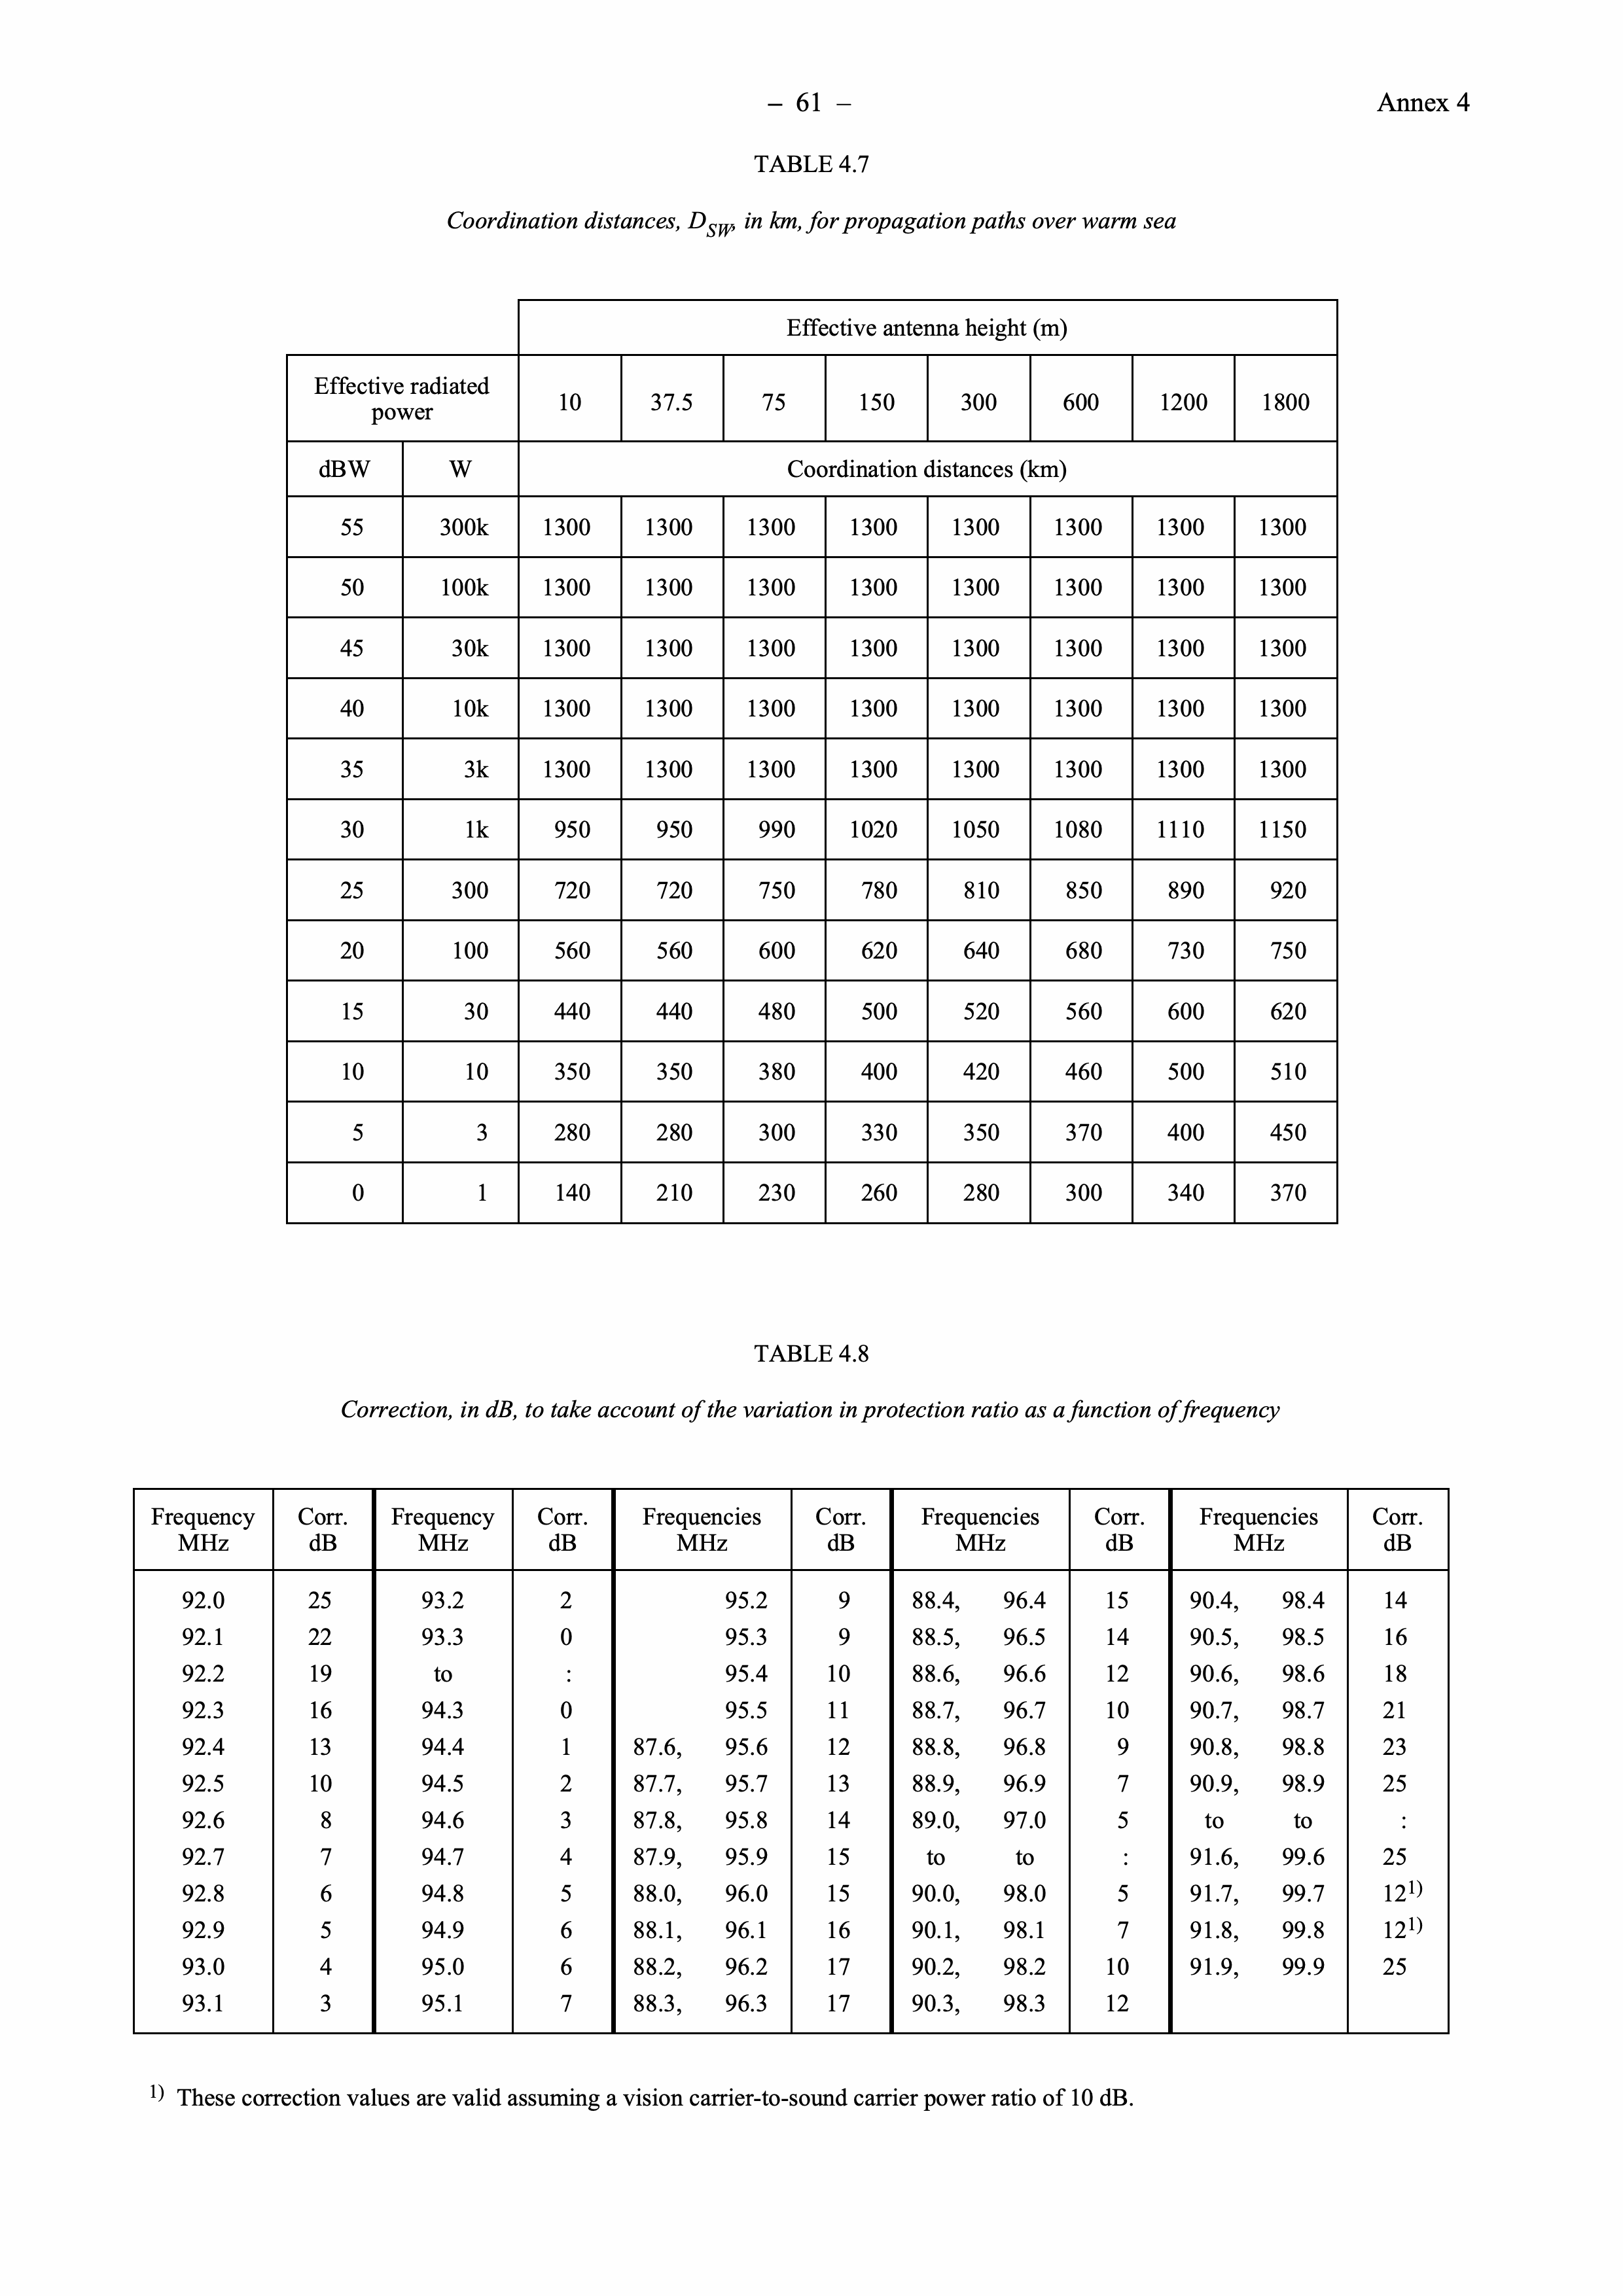 – 61 –
Annex 4
TABLE 4.7
Coordination distances, DSW, in km, for propagation paths over warm sea
Effective antenna height (m)
Effective radiated
power
10 37.5 75 150 300 600 1200 1800
dBW W Coordination distances (km)
55 300k 1300 1300 1300 1300 1300 1300 1300 1300
50 100k 1300 1300 1300 1300 1300 1300 1300 1300
45 30k 1300 1300 1300 1300 1300 1300 1300 1300
40 10k 1300 1300 1300 1300 1300 1300 1300 1300
35 3k 1300 1300 1300 1300 1300 1300 1300 1300
30 1k 950 950 990 1020 1050 1080 1110 1150
25 300 720 720 750 780 810 850 890 920
20 100 560 560 600 620 640 680 730 750
15 30 440 440 480 500 520 560 600 620
10 10 350 350 380 400 420 460 500 510
5 3 280 280 300 330 350 370 400 450
0 1 140 210 230 260 280 300 340 370
TABLE 4.8
Correction, in dB, to take account of the variation in protection ratio as a function of frequency
Frequency Corr. Frequency Corr. Frequencies Corr. Frequencies Corr. Frequencies Corr.
MHz dB MHz dB MHz dB MHz dB MHz dB
92.0 25 93.2 2 95.2 9 88.4, 96.4 15 90.4, 98.4 14
92.1 22 93.3 0 95.3 9 88.5, 96.5 14 90.5, 98.5 16
92.2 19 to : 95.4 10 88.6, 96.6 12 90.6, 98.6 18
92.3 16 94.3 0 95.5 11 88.7, 96.7 10 90.7, 98.7 21
92.4 13 94.4 1 87.6, 95.6 12 88.8, 96.8 9 90.8, 98.8 23
92.5 10 94.5 2 87.7, 95.7 13 88.9, 96.9 7 90.9, 98.9 25
92.6 8 94.6 3 87.8, 95.8 14 89.0, 97.0 5 to to :
92.7 7 94.7 4 87.9, 95.9 15 to to : 91.6, 99.6 25
92.8 6 94.8 5 88.0, 96.0 15 90.0, 98.0 5 91.7, 99.7 12¹⁾
92.9 5 94.9 6 88.1, 96.1 16 90.1, 98.1 7 91.8, 99.8 12¹⁾
93.0 4 95.0 6 88.2, 96.2 17 90.2, 98.2 10 91.9, 99.9 25
93.1 3 95.1 7 88.3, 96.3 17 90.3, 98.3 12
¹⁾ These correction values are valid assuming a vision carrier-to-sound carrier power ratio of 10 dB.